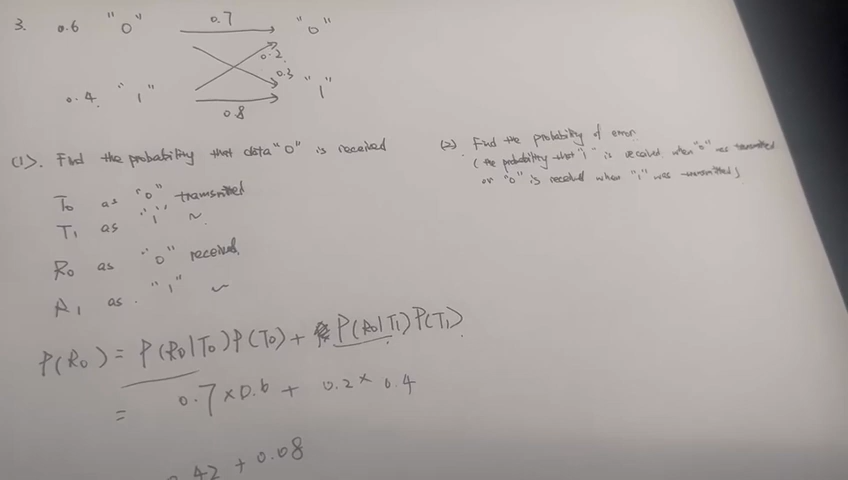 3. 0.6 "0" 0.7 "0"
0.2
0.3
0.4 "1" 0.8 "1"
(1). Find the probability that data "0" is received
T0 as "0" transmitted
T1 as "1" ~
R0 as "0" received
R1 as "1" ~
P(R0) = P(R0|T0)P(T0) + P(R0|T1)P(T1)
= 0.7 × 0.6 + 0.2 × 0.4
0.42 + 0.08
(2) Find the probability of error
(the probability that "1" is received when "0" was transmitted
or "0" is received when "1" was transmitted)